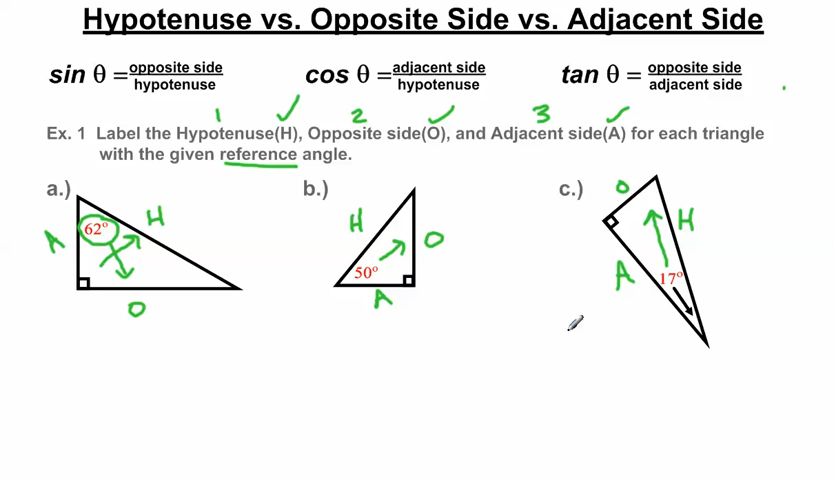 Hypotenuse vs. Opposite Side vs. Adjacent Side
sin θ = opposite side / hypotenuse
cos θ = adjacent side / hypotenuse
tan θ = opposite side / adjacent side
1 ✓ 2 ✓ 3 ✓
Ex. 1 Label the Hypotenuse(H), Opposite side(O), and Adjacent side(A) for each triangle
with the given reference angle.
a.)
62°
H
A
O
b.)
H
O
50°
A
c.)
O
H
A
17°